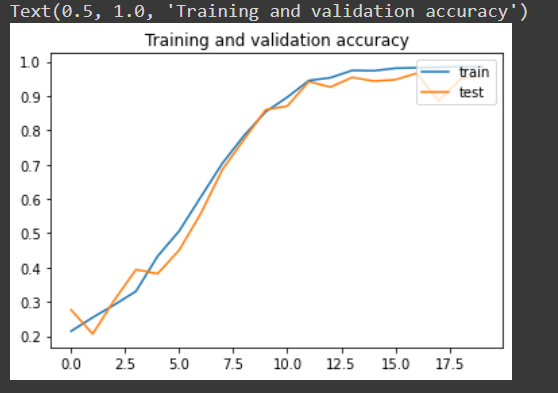 Text(0.5, 1.0, 'Training and validation accuracy')
Training and validation accuracy
1.0
0.9
0.8
0.7
0.6
0.5
0.4
0.3
0.2
train
test
0.0 2.5 5.0 7.5 10.0 12.5 15.0 17.5